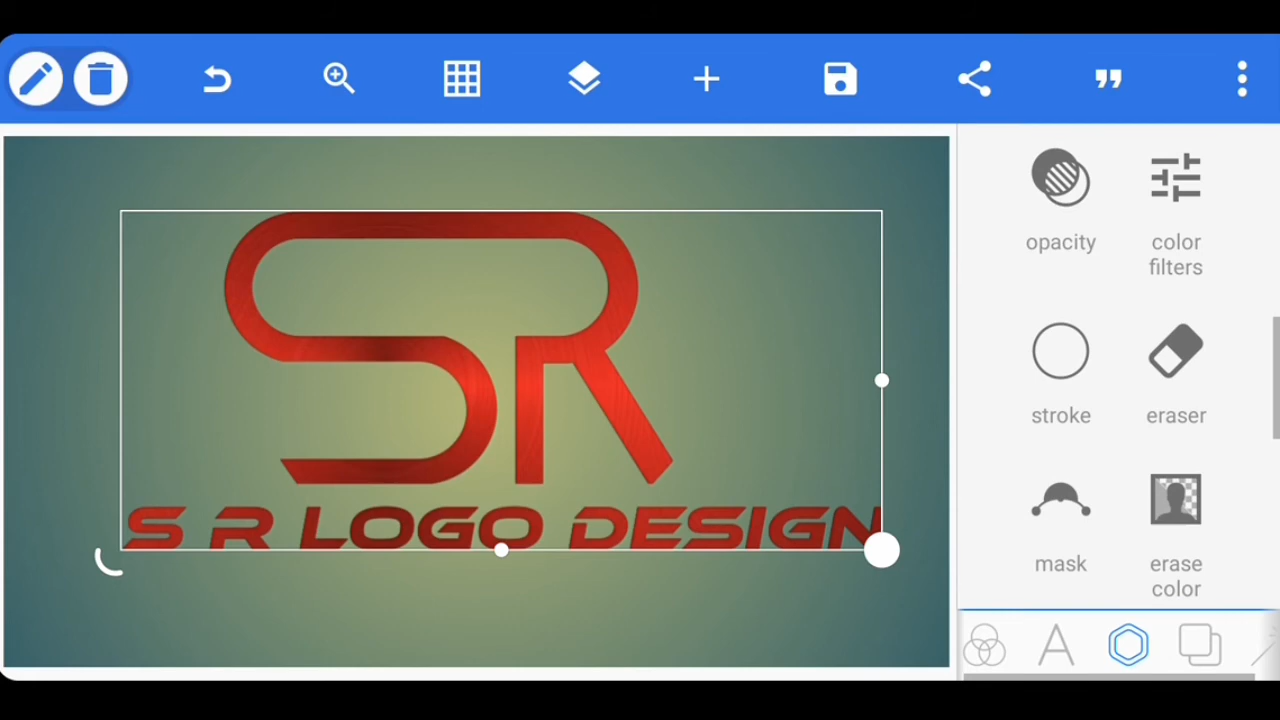 opacity
color
filters
SR
S R LOGO DESIGN
stroke
eraser
mask
erase
color